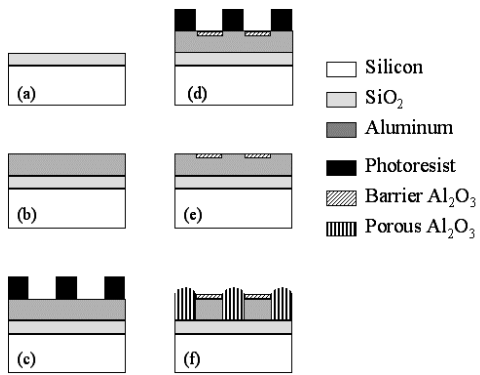 (a)
(b)
(c)
(d)
(e)
(f)
Silicon
SiO₂
Aluminum
Photoresist
Barrier Al₂O₃
Porous Al₂O₃